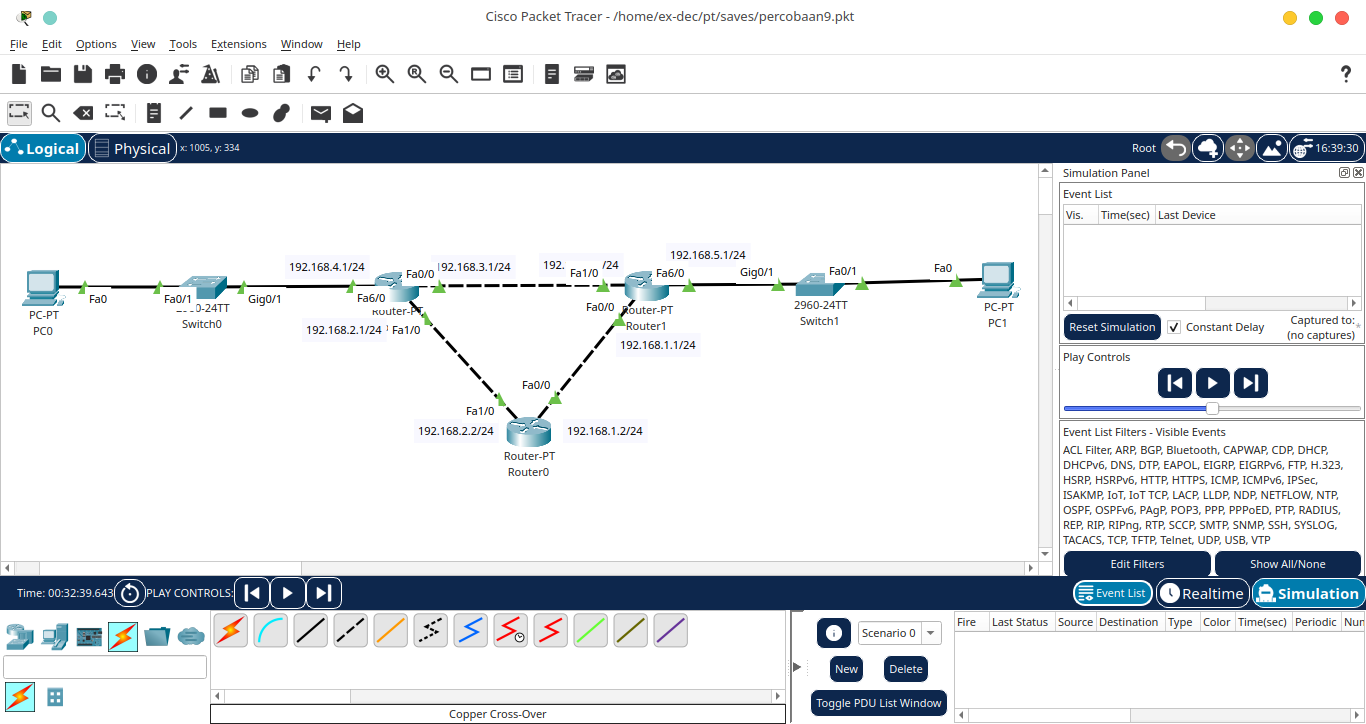 Cisco Packet Tracer - /home/ex-dec/pt/saves/percobaan9.pkt
File Edit Options View Tools Extensions Window Help
Logical Physical x: 1005, y: 334 Root 16:39:30
Simulation Panel
Event List
Vis. Time(sec) Last Device
192.168.5.1/24
192.168.4.1/24 Fa0/0 192.168.3.1/24 192. /24
Fa1/0 Fa6/0 Gig0/1 Fa0/1 Fa0
Fa0 Fa0/1 Gig0/1 Fa6/0
PC-PT
PC0
Switch0
Router-PT
192.168.2.1/24 Fa1/0
Fa0/0 Router-PT
Router1
192.168.1.1/24
2960-24TT
Switch1
PC-PT
PC1
Fa0/0
Fa1/0
192.168.2.2/24 192.168.1.2/24
Router-PT
Router0
Reset Simulation Constant Delay Captured to:
(no captures)
Play Controls
Event List Filters - Visible Events
ACL Filter, ARP, BGP, Bluetooth, CAPWAP, CDP, DHCP,
DHCPv6, DNS, DTP, EAPOL, EIGRP, EIGRPv6, FTP, H.323,
HSRP, HSRPv6, HTTP, HTTPS, ICMP, ICMPv6, IPSec,
ISAKMP, IoT, IoT TCP, LACP, LLDP, NDP, NETFLOW, NTP,
OSPF, OSPFv6, PAgP, POP3, PPP, PPPoED, PTP, RADIUS,
REP, RIP, RIPng, RTP, SCCP, SMTP, SNMP, SSH, SYSLOG,
TACACS, TCP, TFTP, Telnet, UDP, USB, VTP
Edit Filters Show All/None
Time: 00:32:39.643 PLAY CONTROLS: Event List Realtime Simulation
Scenario 0
New Delete
Toggle PDU List Window
Fire Last Status Source Destination Type Color Time(sec) Periodic Num
Copper Cross-Over